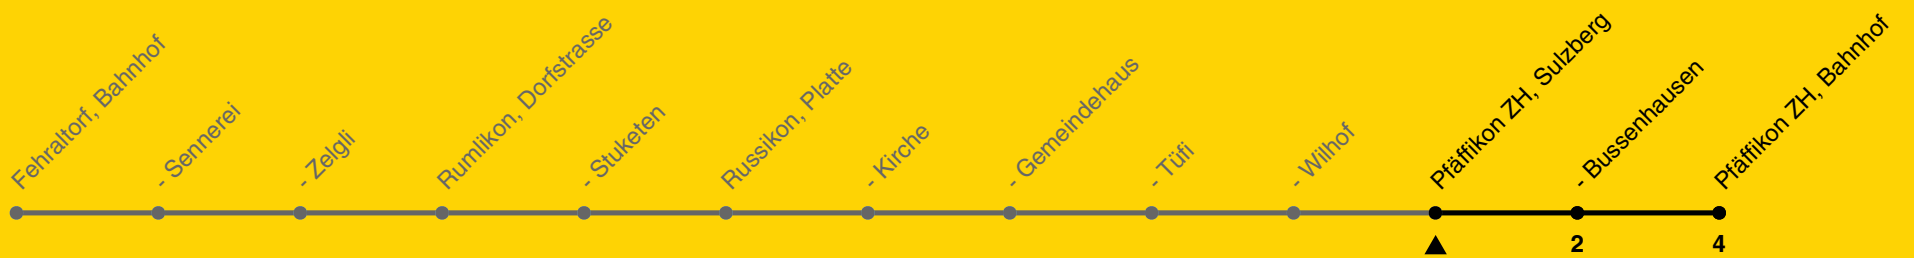 Fehraltorf, Bahnhof
- Sennerei
- Zelgli
Rumlikon, Dorfstrasse
- Stuketen
Russikon, Platte
- Kirche
- Gemeindehaus
- Tüfi
- Wilhof
Pfäffikon ZH, Sulzberg
- Bussenhausen
Pfäffikon ZH, Bahnhof
2
4